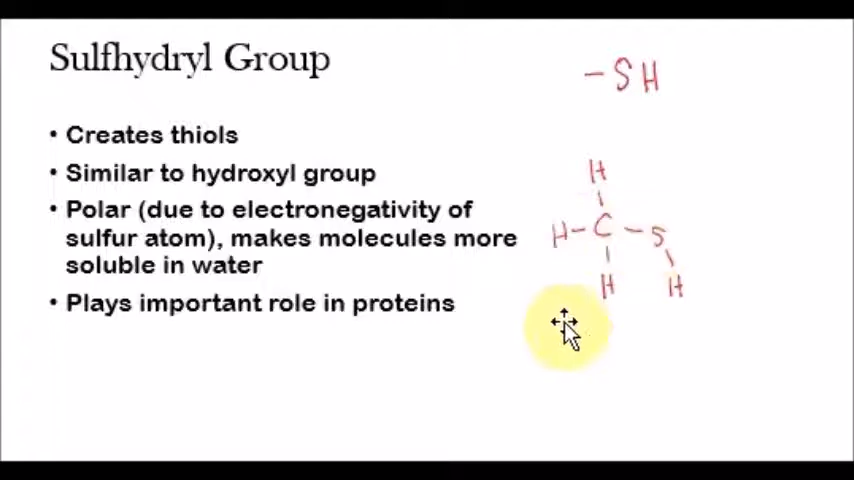 Sulfhydryl Group
-SH
• Creates thiols
• Similar to hydroxyl group
• Polar (due to electronegativity of
sulfur atom), makes molecules more
soluble in water
• Plays important role in proteins
H
H-C-S
H H